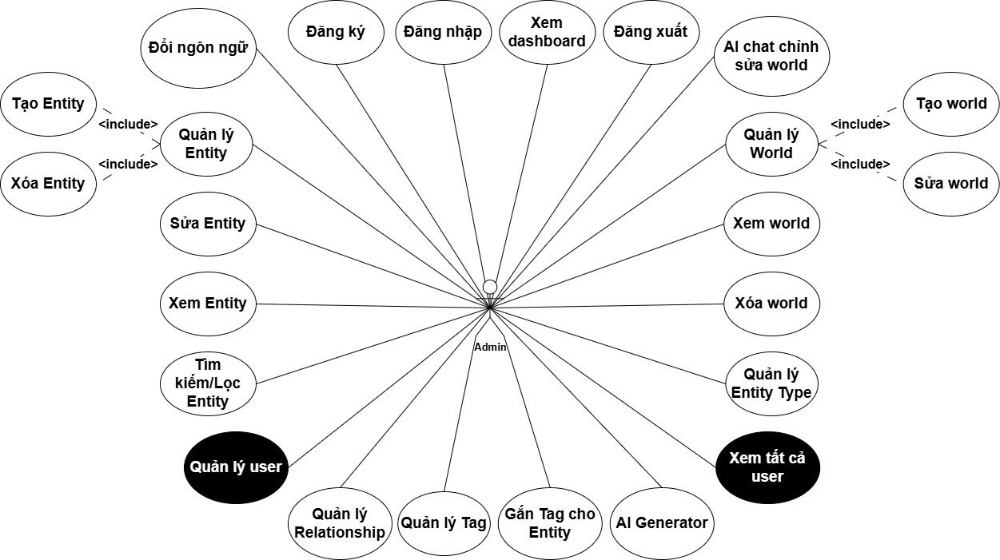 Đổi ngôn ngữ
Đăng ký
Đăng nhập
Xem
dashboard
Đăng xuất
AI chat chỉnh
sửa world
Tạo Entity
<include>
Quản lý
Entity
Xóa Entity
<include>
Quản lý
World
<include>
Tạo world
<include>
Sửa world
Sửa Entity
Xem world
Xem Entity
Xóa world
Admin
Tìm
kiếm/Lọc
Entity
Quản lý
Entity Type
Quản lý user
Xem tất cả
user
Quản lý
Relationship
Quản lý Tag
Gắn Tag cho
Entity
AI Generator